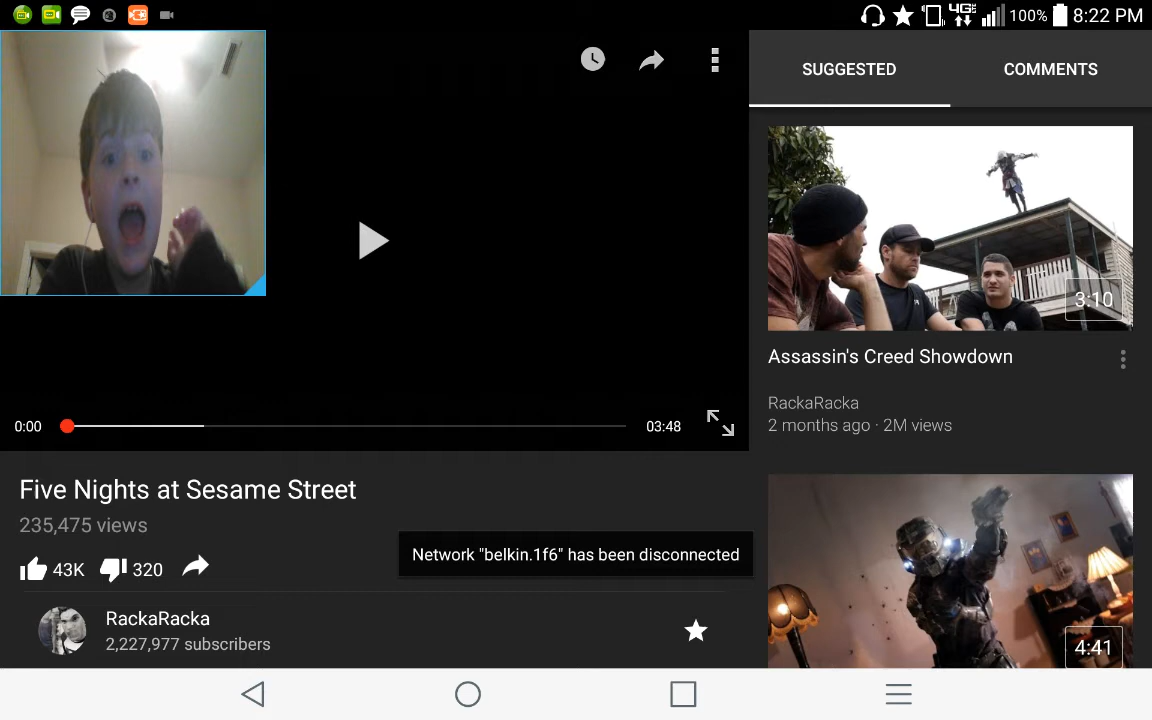 4G
100%
8:22 PM
SUGGESTED
COMMENTS
0:00
03:48
3:10
Assassin's Creed Showdown
RackaRacka
2 months ago · 2M views
Five Nights at Sesame Street
235,475 views
43K
320
Network "belkin.1f6" has been disconnected
RackaRacka
2,227,977 subscribers
4:41